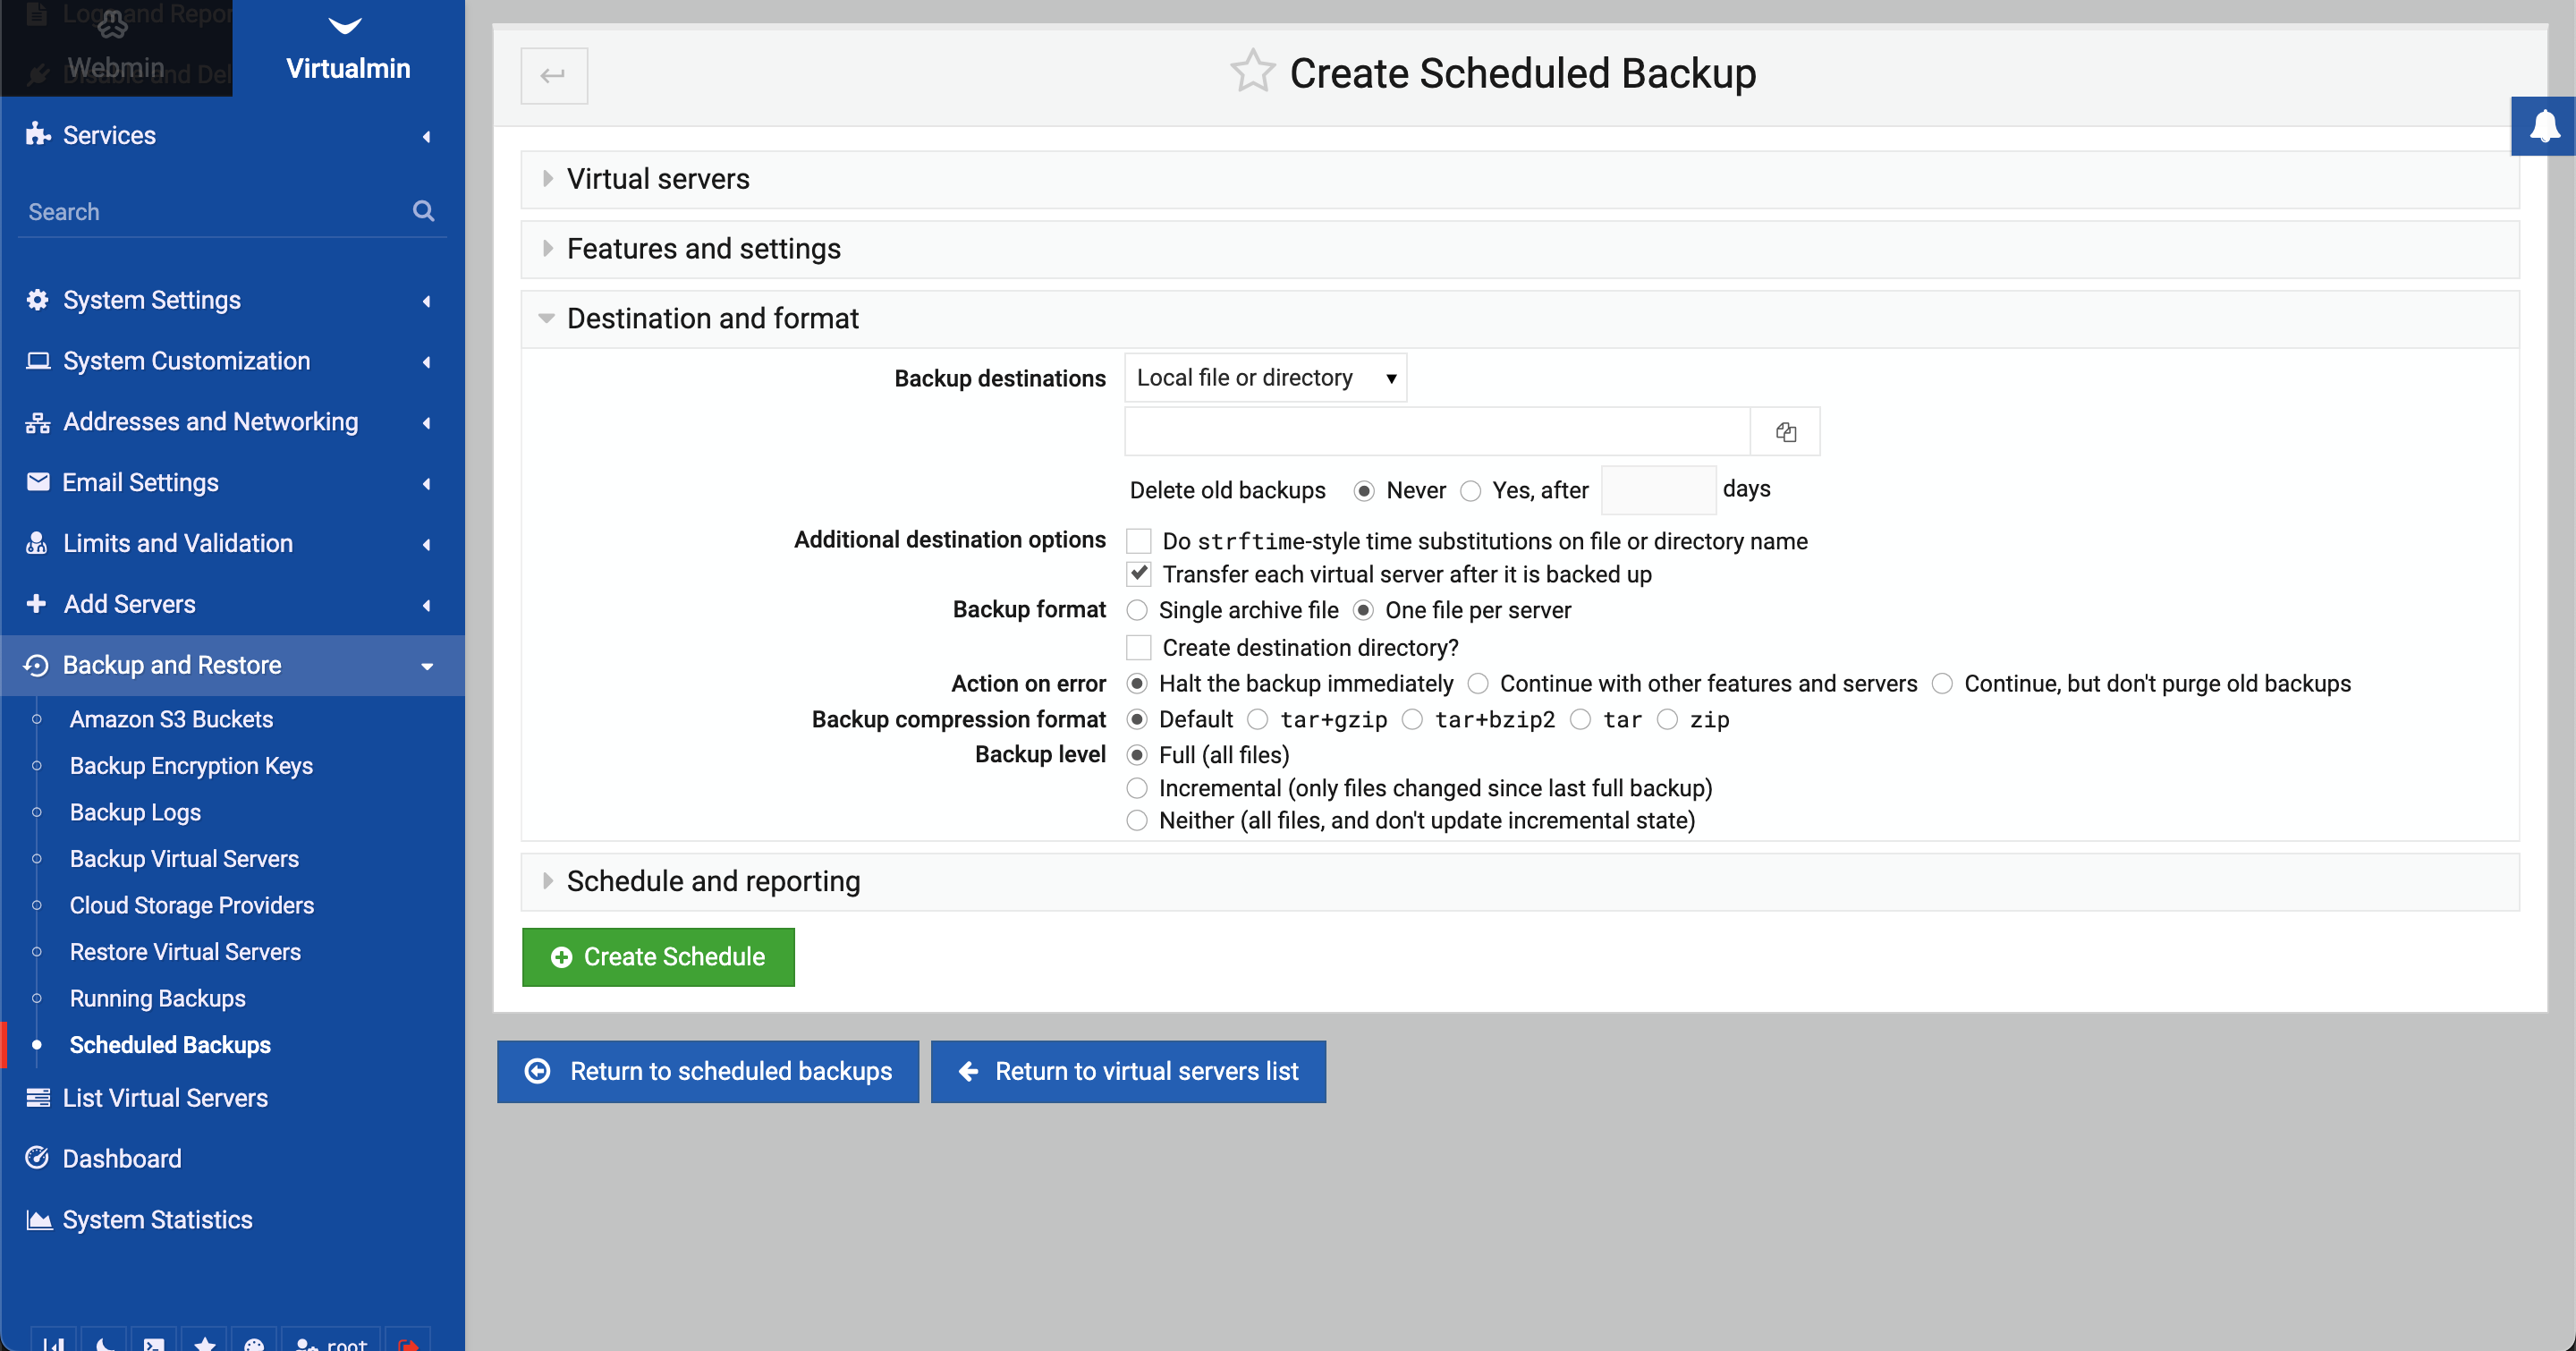 Webmin
Virtualmin
Services
Search
System Settings
System Customization
Addresses and Networking
Email Settings
Limits and Validation
Add Servers
Backup and Restore
Amazon S3 Buckets
Backup Encryption Keys
Backup Logs
Backup Virtual Servers
Cloud Storage Providers
Restore Virtual Servers
Running Backups
Scheduled Backups
List Virtual Servers
Dashboard
System Statistics
root
Create Scheduled Backup
Virtual servers
Features and settings
Destination and format
Backup destinations Local file or directory
Delete old backups Never Yes, after days
Additional destination options Do strftime-style time substitutions on file or directory name
Transfer each virtual server after it is backed up
Backup format Single archive file One file per server
Create destination directory?
Action on error Halt the backup immediately Continue with other features and servers Continue, but don't purge old backups
Backup compression format Default tar+gzip tar+bzip2 tar zip
Backup level Full (all files)
Incremental (only files changed since last full backup)
Neither (all files, and don't update incremental state)
Schedule and reporting
Create Schedule
Return to scheduled backups Return to virtual servers list